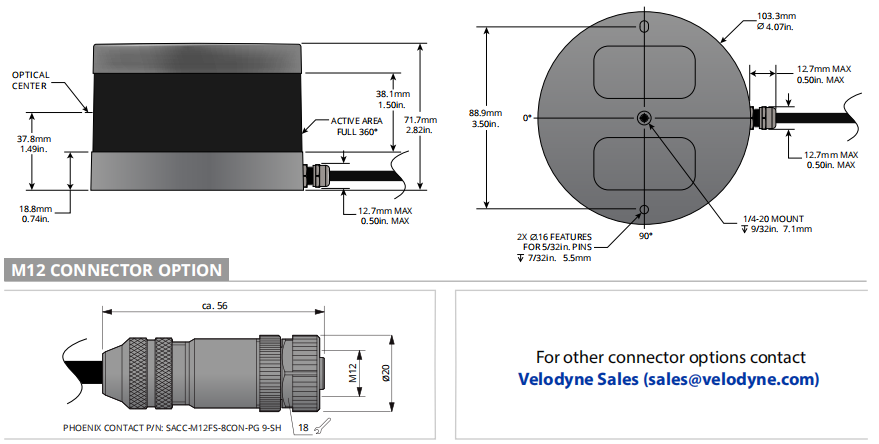 OPTICAL
CENTER
37.8mm
1.49in.
18.8mm
0.74in.
38.1mm
1.50in.
71.7mm
2.82in.
ACTIVE AREA
FULL 360°
12.7mm MAX
0.50in. MAX
103.3mm
Ø 4.07in.
12.7mm MAX
0.50in. MAX
88.9mm
3.50in.
0°
12.7mm MAX
0.50in. MAX
1/4-20 MOUNT
↧ 9/32in. 7.1mm
2X Ø.16 FEATURES
FOR 5/32in. PINS
↧ 7/32in. 5.5mm
90°
M12 CONNECTOR OPTION
ca. 56
M12
Ø20
PHOENIX CONTACT P/N: SACC-M12FS-8CON-PG 9-SH
18
For other connector options contact
Velodyne Sales (sales@velodyne.com)